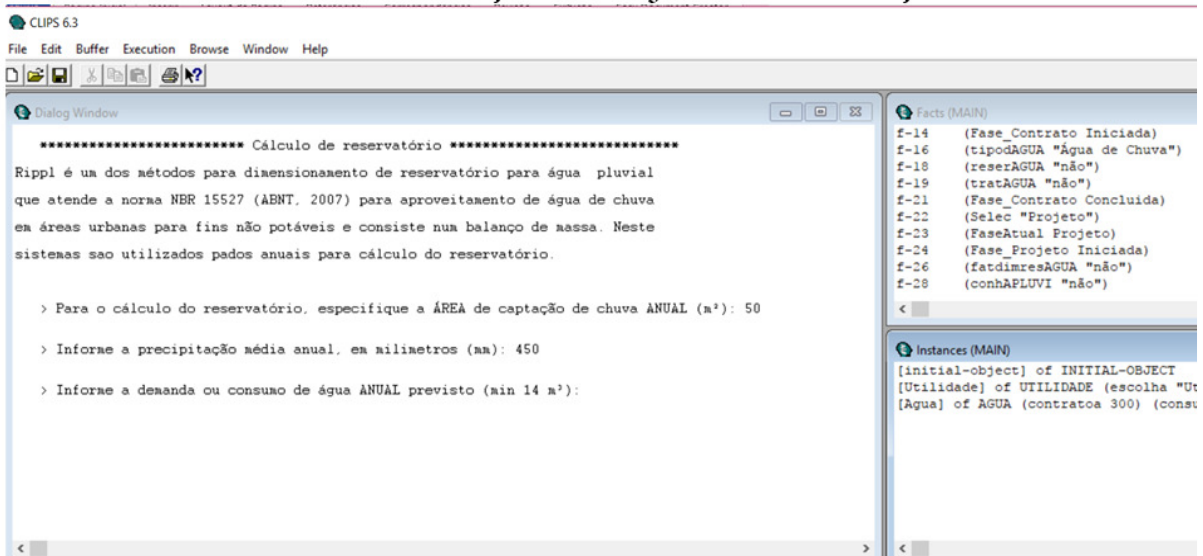 CLIPS 6.3
File Edit Buffer Execution Browse Window Help
Dialog Window
************************* Cálculo de reservatório ****************************
Rippl é um dos métodos para dimensionamento de reservatório para água pluvial
que atende a norma NBR 15527 (ABNT, 2007) para aproveitamento de água de chuva
em áreas urbanas para fins não potáveis e consiste num balanço de massa. Neste
sistemas sao utilizados pados anuais para cálculo do reservatório.
> Para o cálculo do reservatório, especifique a ÁREA de captação de chuva ANUAL (m²): 50
> Informe a precipitação média anual, em milimetros (mm): 450
> Informe a demanda ou consumo de água ANUAL previsto (min 14 m³):
Facts (MAIN)
f-14 (Fase_Contrato Iniciada)
f-16 (tipodAGUA "Água de Chuva")
f-18 (reserAGUA "não")
f-19 (tratAGUA "não")
f-21 (Fase_Contrato Concluida)
f-22 (Selec "Projeto")
f-23 (FaseAtual Projeto)
f-24 (Fase_Projeto Iniciada)
f-26 (fatdimresAGUA "não")
f-28 (conhAPLUVI "não")
Instances (MAIN)
[initial-object] of INITIAL-OBJECT
[Utilidade] of UTILIDADE (escolha "Ut
[Agua] of AGUA (contratoa 300) (consu